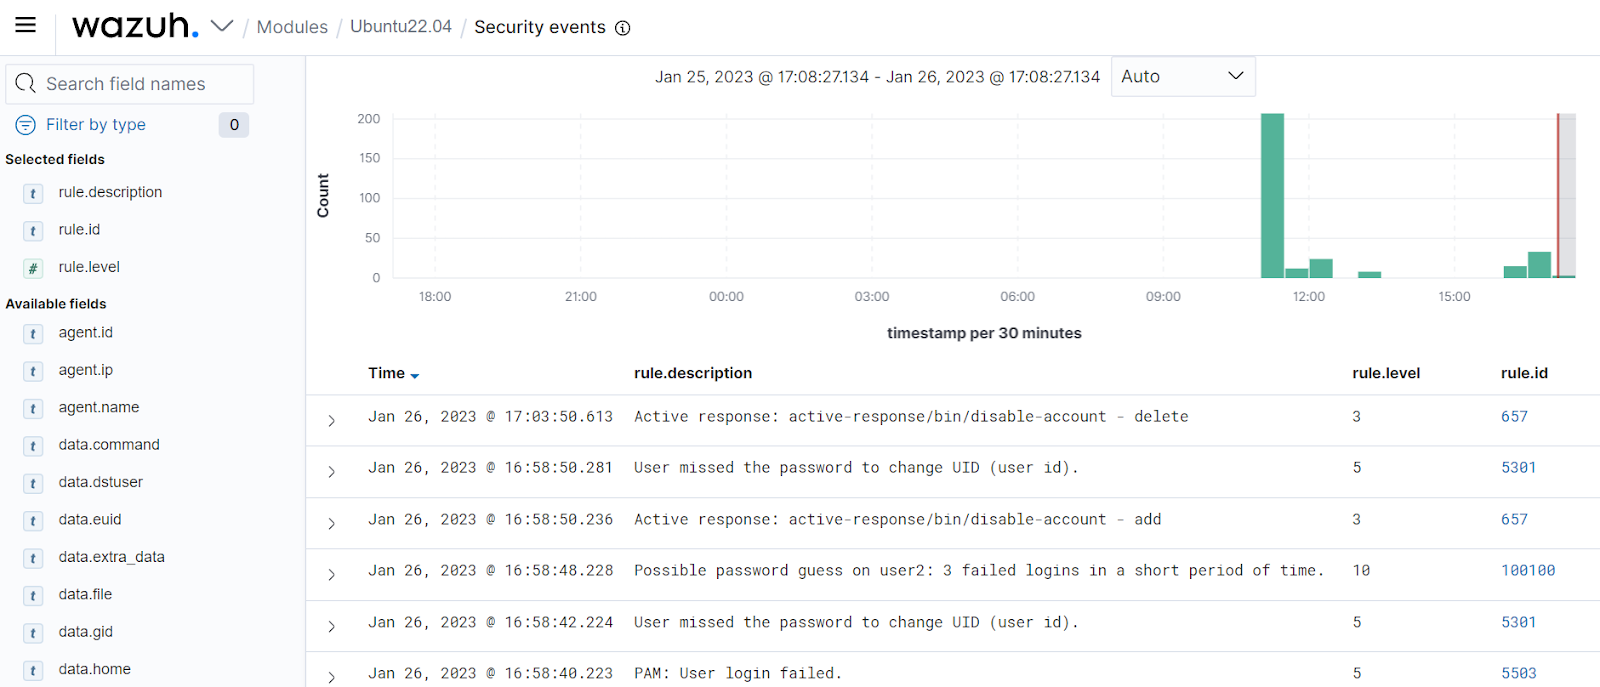 wazuh. / Modules / Ubuntu22.04 / Security events
Search field names
Filter by type 0
Selected fields
t rule.description
t rule.id
# rule.level
Available fields
t agent.id
t agent.ip
t agent.name
t data.command
t data.dstuser
t data.euid
t data.extra_data
t data.file
t data.gid
t data.home
Jan 25, 2023 @ 17:08:27.134 - Jan 26, 2023 @ 17:08:27.134 Auto
Count
200
150
100
50
0
18:00 21:00 00:00 03:00 06:00 09:00 12:00 15:00
timestamp per 30 minutes
Time rule.description rule.level rule.id
Jan 26, 2023 @ 17:03:50.613 Active response: active-response/bin/disable-account - delete 3 657
Jan 26, 2023 @ 16:58:50.281 User missed the password to change UID (user id). 5 5301
Jan 26, 2023 @ 16:58:50.236 Active response: active-response/bin/disable-account - add 3 657
Jan 26, 2023 @ 16:58:48.228 Possible password guess on user2: 3 failed logins in a short period of time. 10 100100
Jan 26, 2023 @ 16:58:42.224 User missed the password to change UID (user id). 5 5301
Jan 26, 2023 @ 16:58:40.223 PAM: User login failed. 5 5503